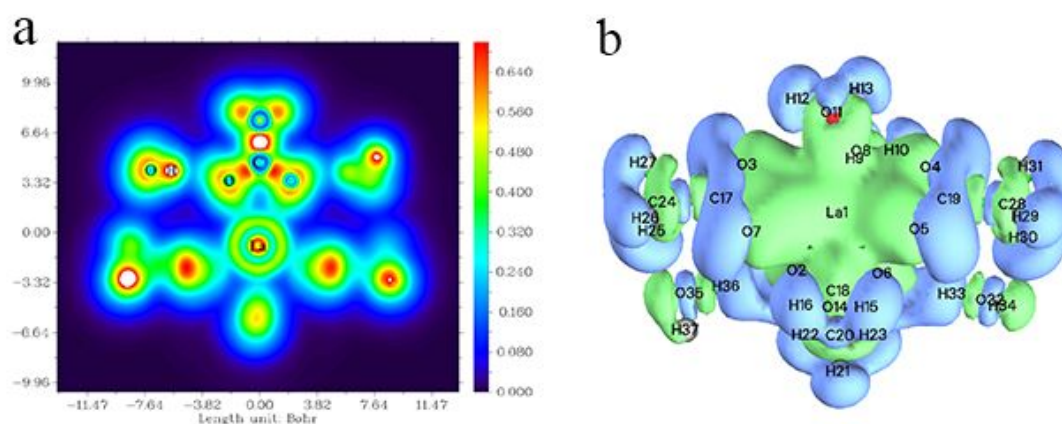 a
9.96
6.64
3.32
0.00
−3.32
−6.64
−9.96
−11.47 −7.64 −3.82 0.00 3.82 7.64 11.47
Length unit: Bohr
0.640
0.560
0.480
0.400
0.320
0.240
0.160
0.080
0.000
b
H12 H13
O11
H27 O3 O8 H10 O4 H31
H9
C24 C17 C19 C28
H26 La1 H29
H25 O7 O5 H30
O2 O6
O35 H36 C18 H33 O32 H34
H16 O14 H15
H37 H22 C20 H23
H21